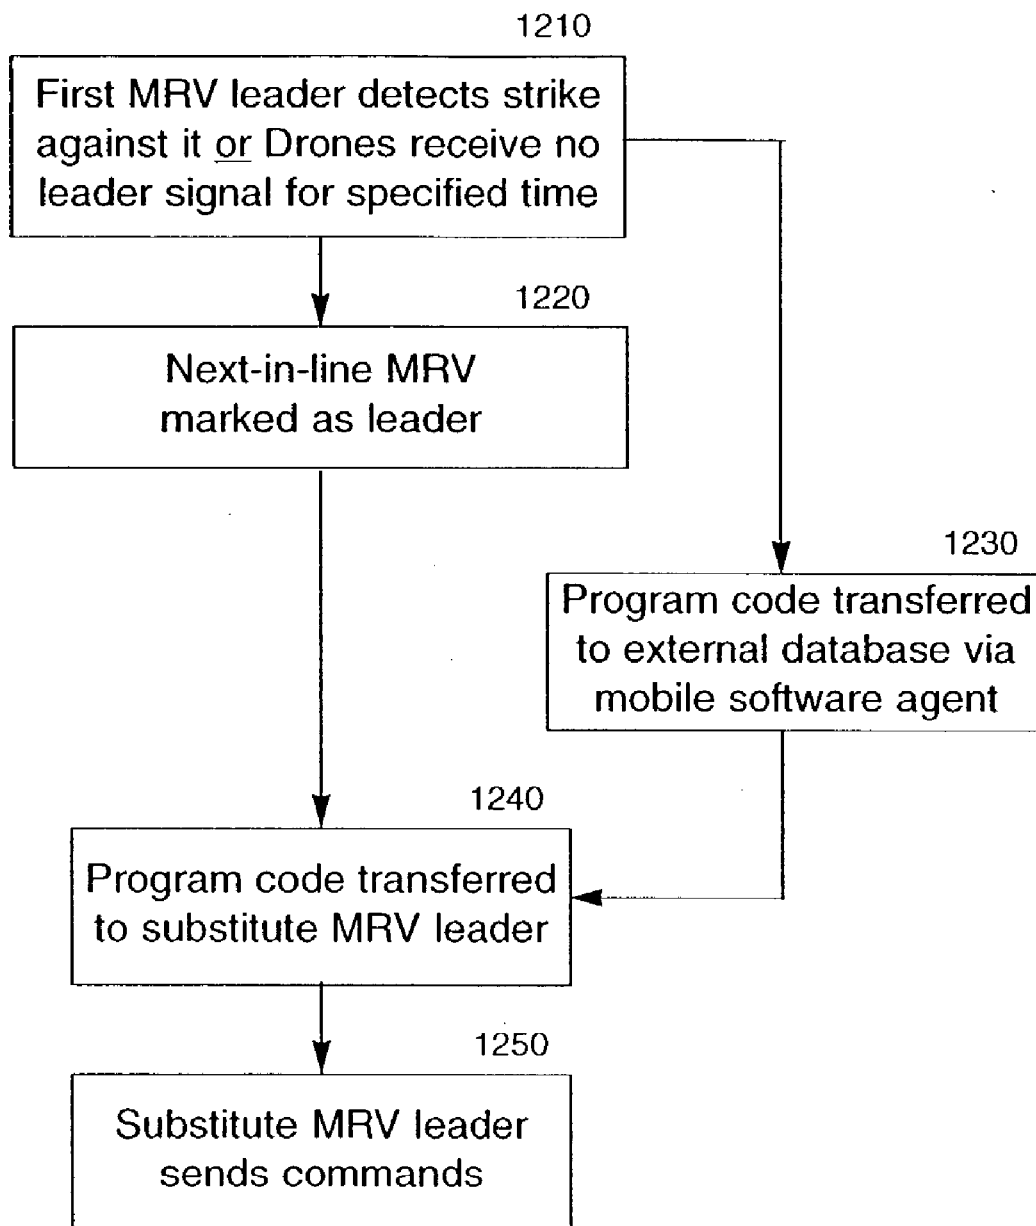 1210
First MRV leader detects strike
against it or Drones receive no
leader signal for specified time
1220
Next-in-line MRV
marked as leader
1230
Program code transferred
to external database via
mobile software agent
1240
Program code transferred
to substitute MRV leader
1250
Substitute MRV leader
sends commands